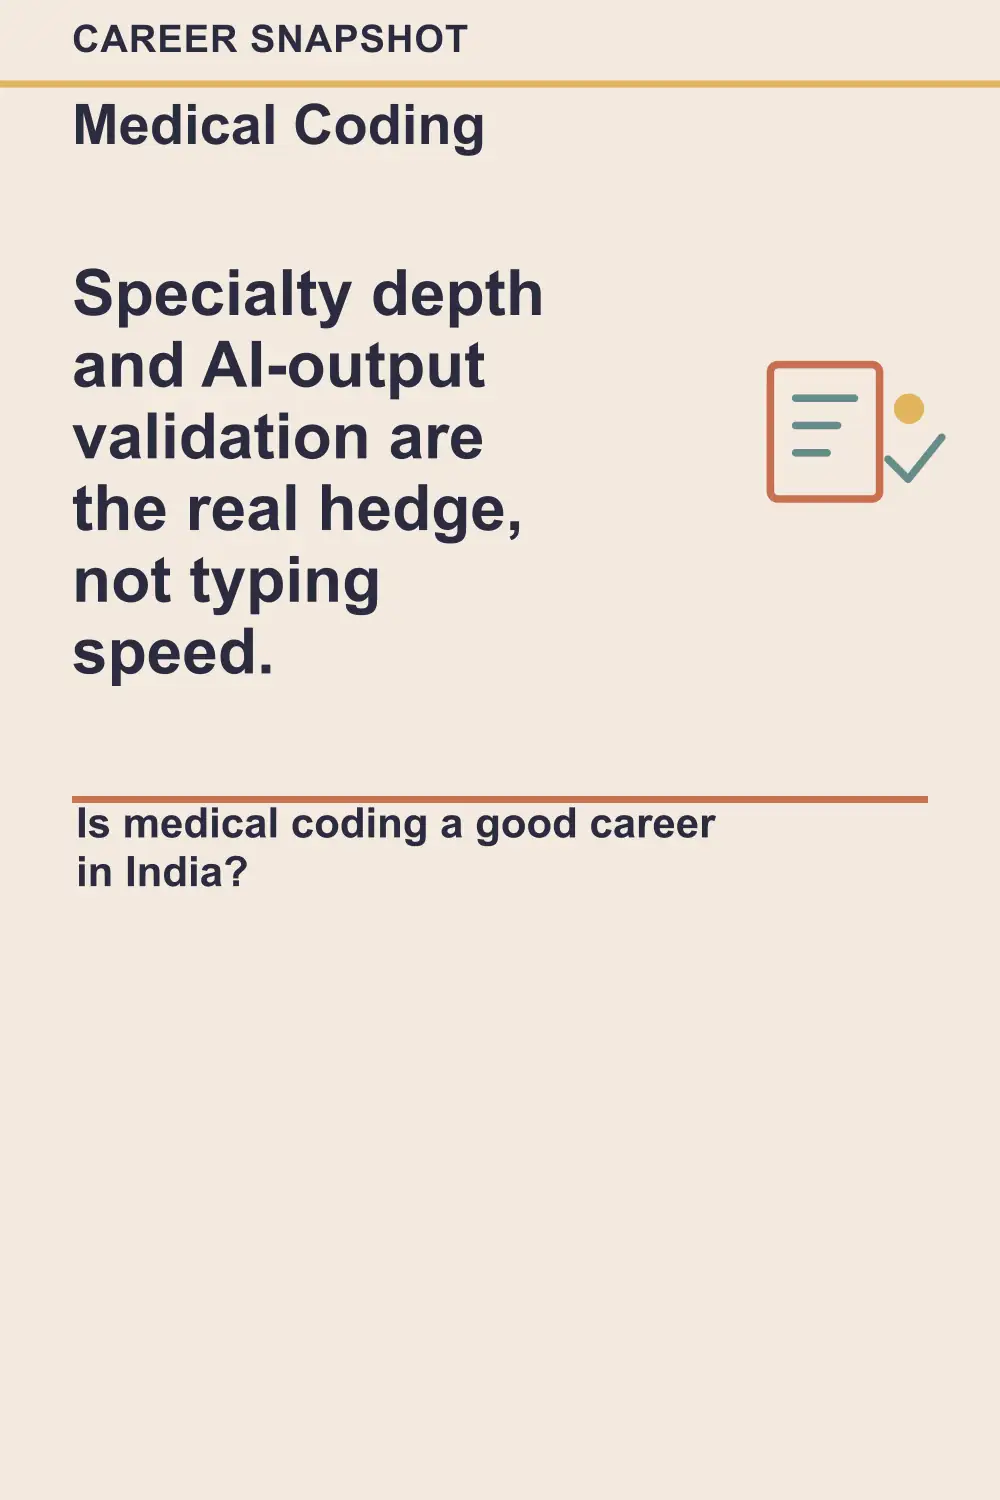 CAREER SNAPSHOT
Medical Coding
Specialty depth
and AI-output
validation are
the real hedge,
not typing
speed.
Is medical coding a good career
in India?